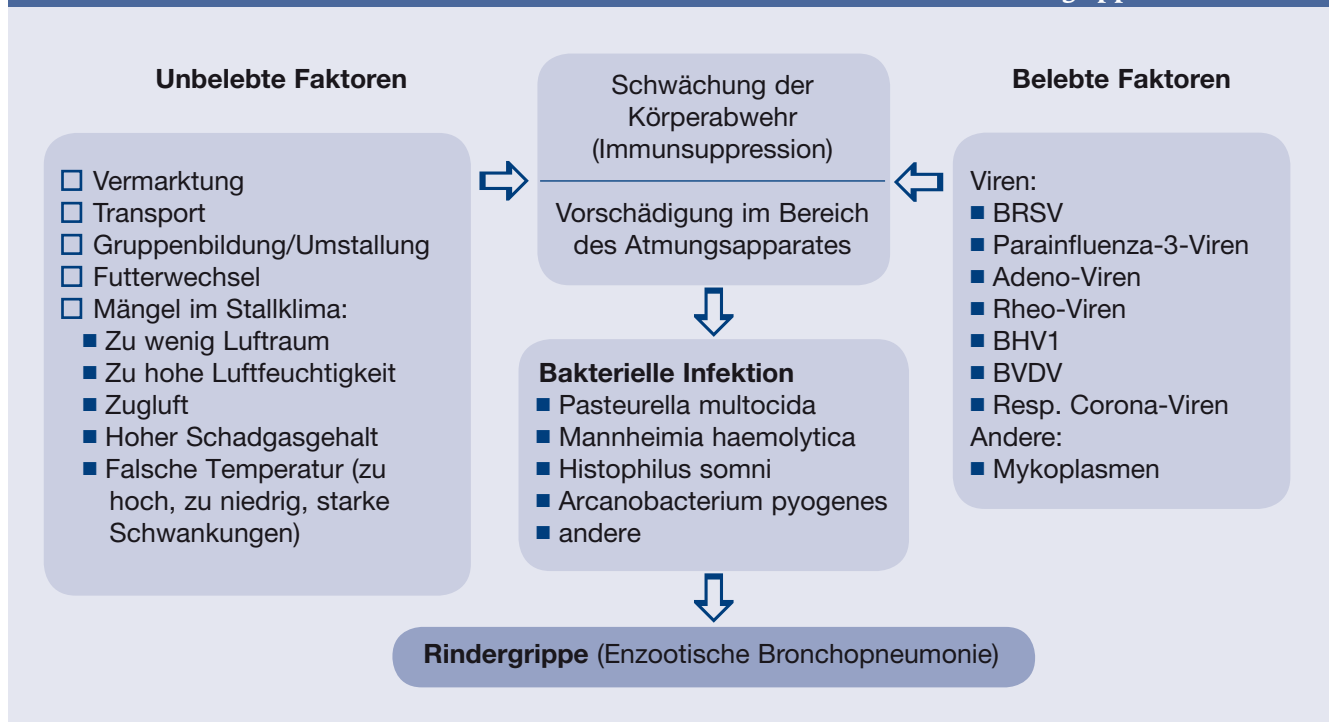 Unbelebte Faktoren
Vermarktung
Transport
Gruppenbildung/Umstallung
Futterwechsel
Mängel im Stallklima:
Zu wenig Luftraum
Zu hohe Luftfeuchtigkeit
Zugluft
Hoher Schadgasgehalt
Falsche Temperatur (zu
hoch, zu niedrig, starke
Schwankungen)
Schwächung der
Körperabwehr
(Immunsuppression)
Vorschädigung im Bereich
des Atmungsapparates
Belebte Faktoren
Viren:
BRSV
Parainfluenza-3-Viren
Adeno-Viren
Rheo-Viren
BHV1
BVDV
Resp. Corona-Viren
Andere:
Mykoplasmen
Bakterielle Infektion
Pasteurella multocida
Mannheimia haemolytica
Histophilus somni
Arcanobacterium pyogenes
andere
Rindergrippe (Enzootische Bronchopneumonie)